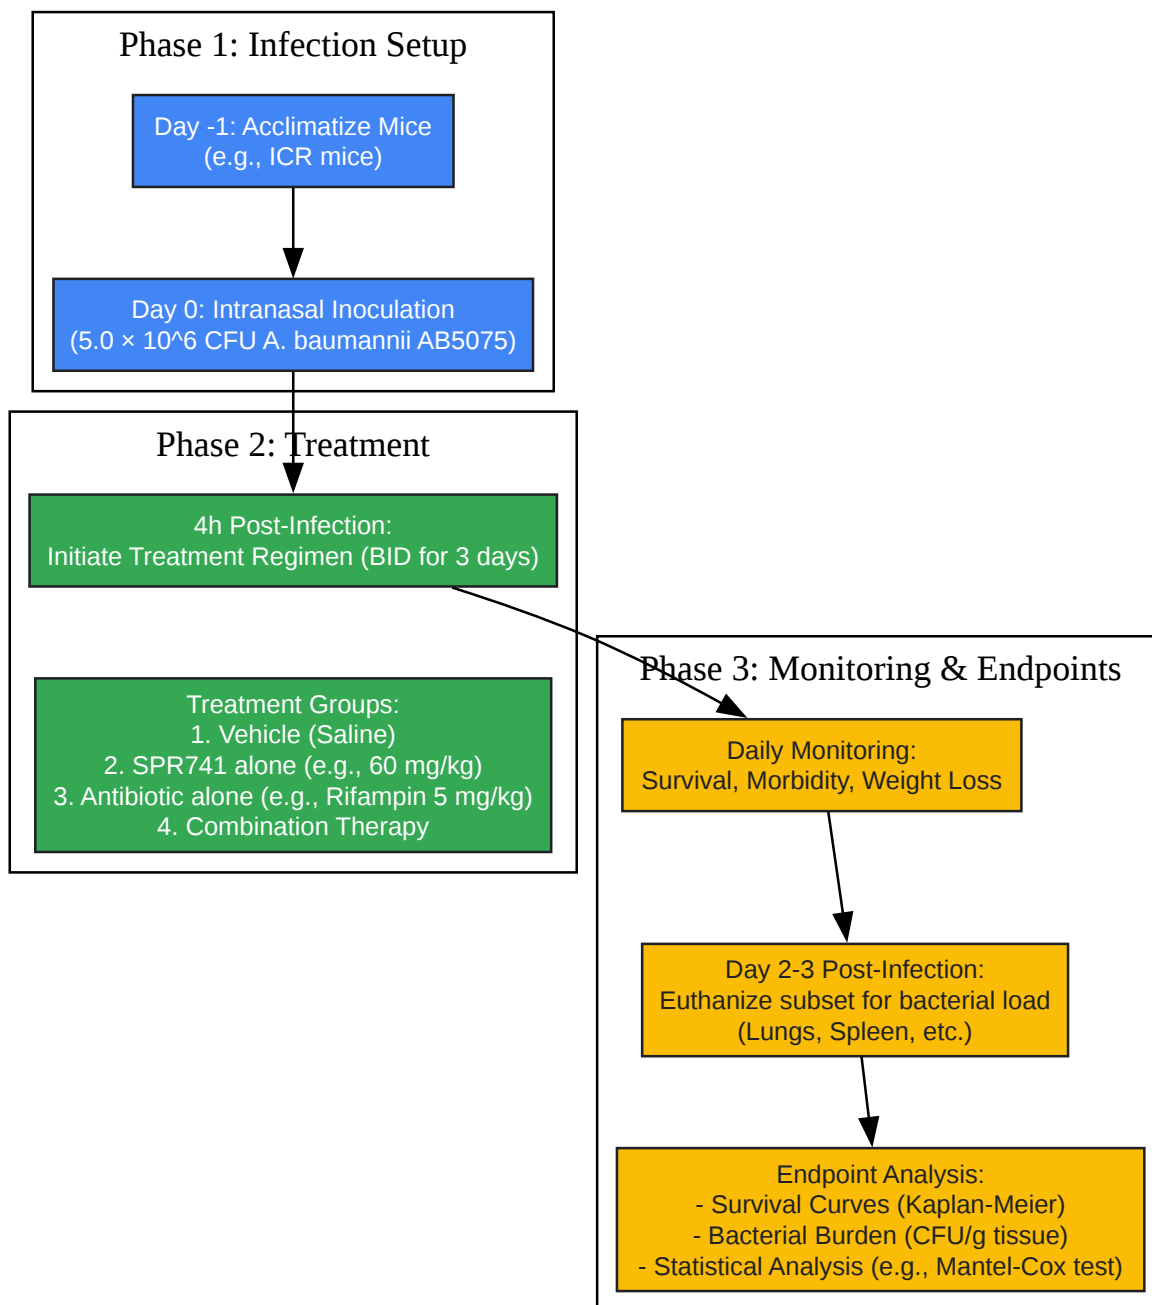 Phase 1: Infection Setup
Day -1: Acclimatize Mice
(e.g., ICR mice)
Day 0: Intranasal Inoculation
(5.0 × 10^6 CFU A. baumannii AB5075)
Phase 2: Treatment
4h Post-Infection:
Initiate Treatment Regimen (BID for 3 days)
Treatment Groups:
1. Vehicle (Saline)
2. SPR741 alone (e.g., 60 mg/kg)
3. Antibiotic alone (e.g., Rifampin 5 mg/kg)
4. Combination Therapy
Phase 3: Monitoring & Endpoints
Daily Monitoring:
Survival, Morbidity, Weight Loss
Day 2-3 Post-Infection:
Euthanize subset for bacterial load
(Lungs, Spleen, etc.)
Endpoint Analysis:
- Survival Curves (Kaplan-Meier)
- Bacterial Burden (CFU/g tissue)
- Statistical Analysis (e.g., Mantel-Cox test)